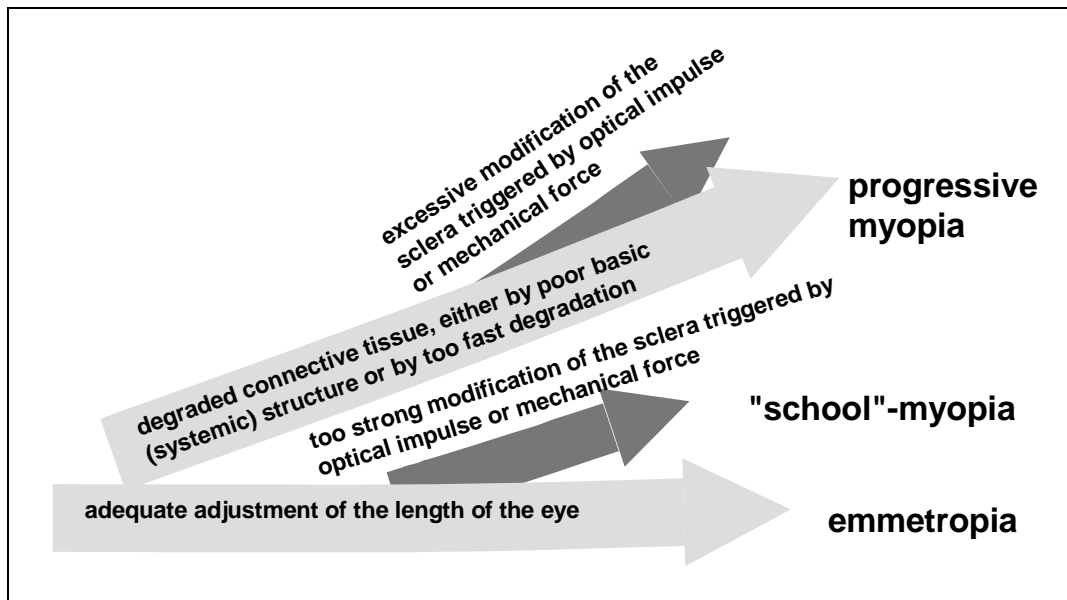 excessive modification of the
sclera triggered by optical impulse
or mechanical force
progressive
myopia
degraded connective tissue, either by poor basic
(systemic) structure or by too fast degradation
too strong modification of the sclera triggered by
optical impulse or mechanical force
"school"-myopia
adequate adjustment of the length of the eye
emmetropia